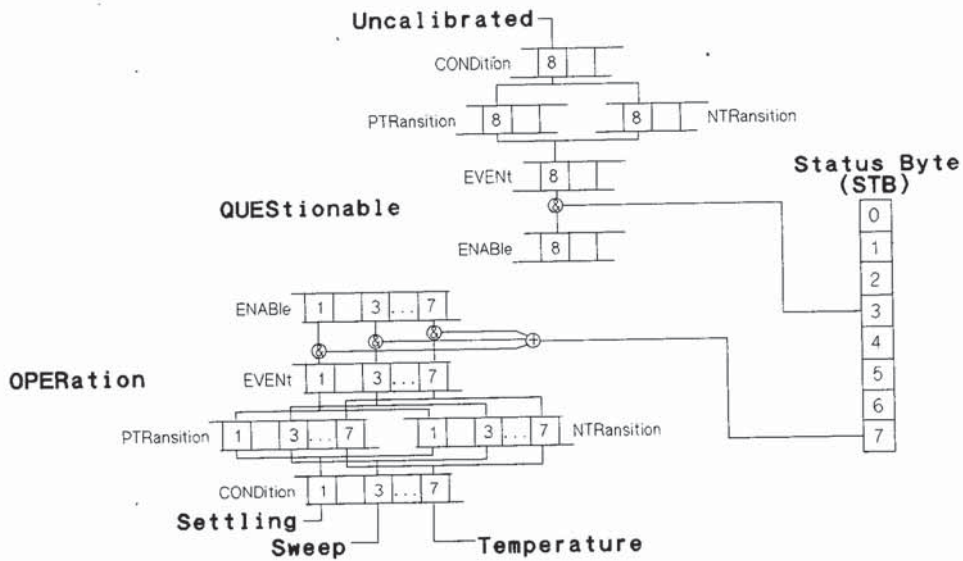 Uncalibrated
CONDition 8
PTRansition 8 8 NTRansition
EVENt 8
Status Byte
(STB)
QUEStionable
&
ENABle 8
0
1
2
3
4
5
6
7
ENABle 1 3 ... 7
& & & +
OPERation
EVENt 1 3 ... 7
PTRansition 1 3 ... 7 1 3 ... 7 NTRansition
CONDition 1 3 ... 7
Settling
Sweep
Temperature